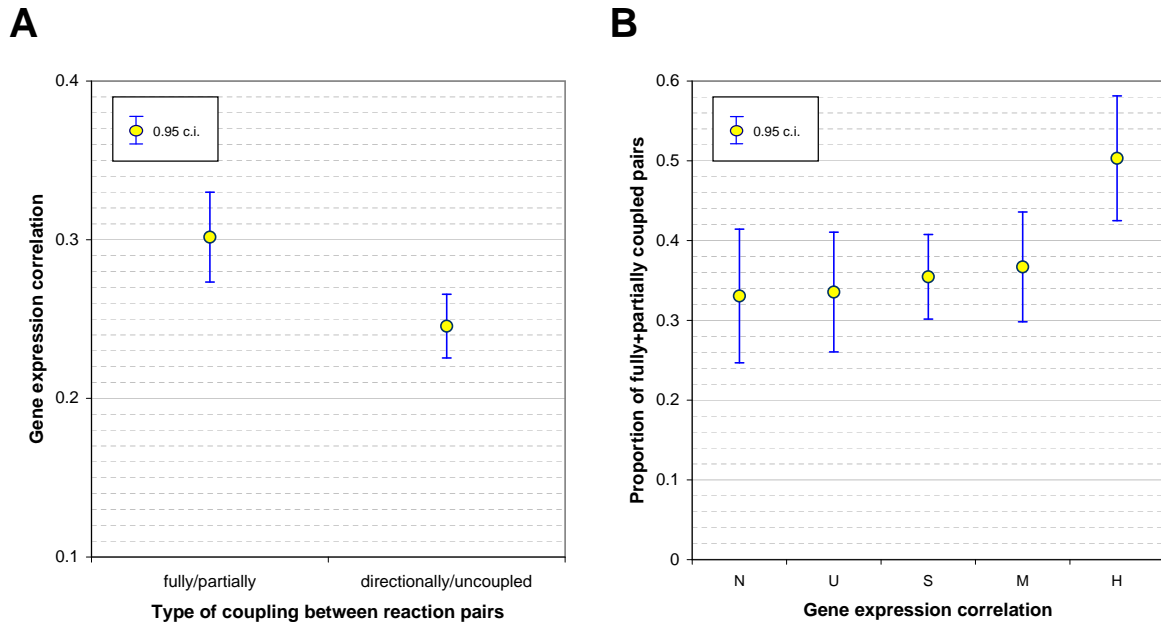 A
0.4
0.3
0.2
0.1
Gene expression correlation
0.95 c.i.
fully/partially
directionally/uncoupled
Type of coupling between reaction pairs
B
0.6
0.5
0.4
0.3
0.2
0.1
0
Proportion of fully+partially coupled pairs
0.95 c.i.
N
U
S
M
H
Gene expression correlation